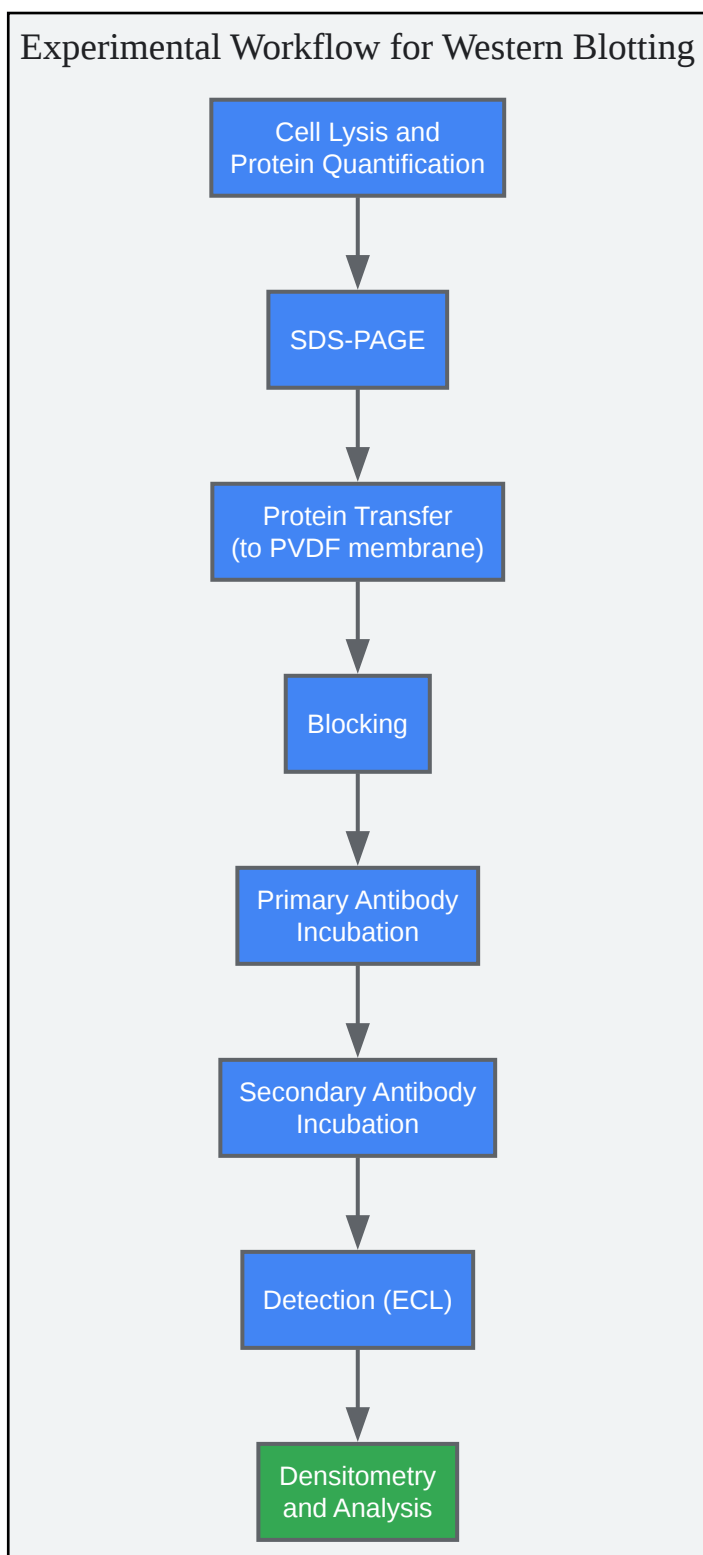 Experimental Workflow for Western Blotting
Cell Lysis and
Protein Quantification
SDS-PAGE
Protein Transfer
(to PVDF membrane)
Blocking
Primary Antibody
Incubation
Secondary Antibody
Incubation
Detection (ECL)
Densitometry
and Analysis